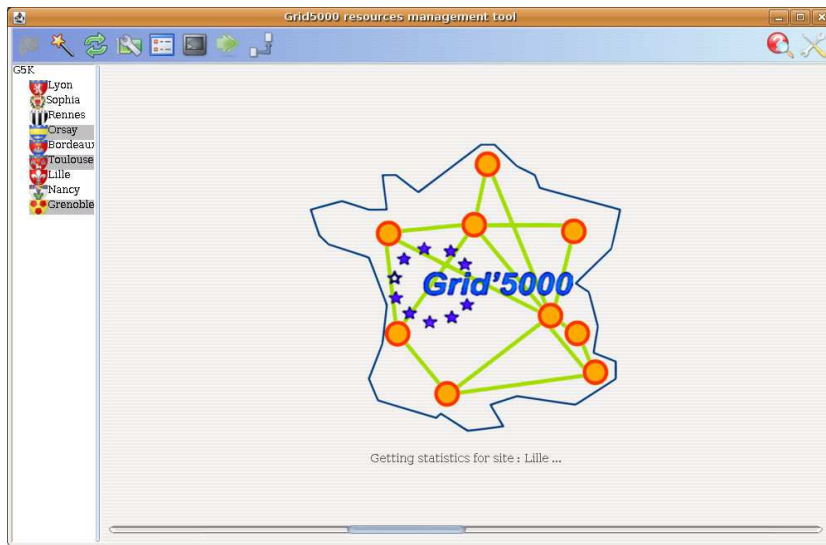 Grid5000 resources management tool
G5K
Lyon
Sophia
Rennes
Orsay
Bordeaux
Toulouse
Lille
Nancy
Grenoble
Grid'5000
Getting statistics for site : Lille ...